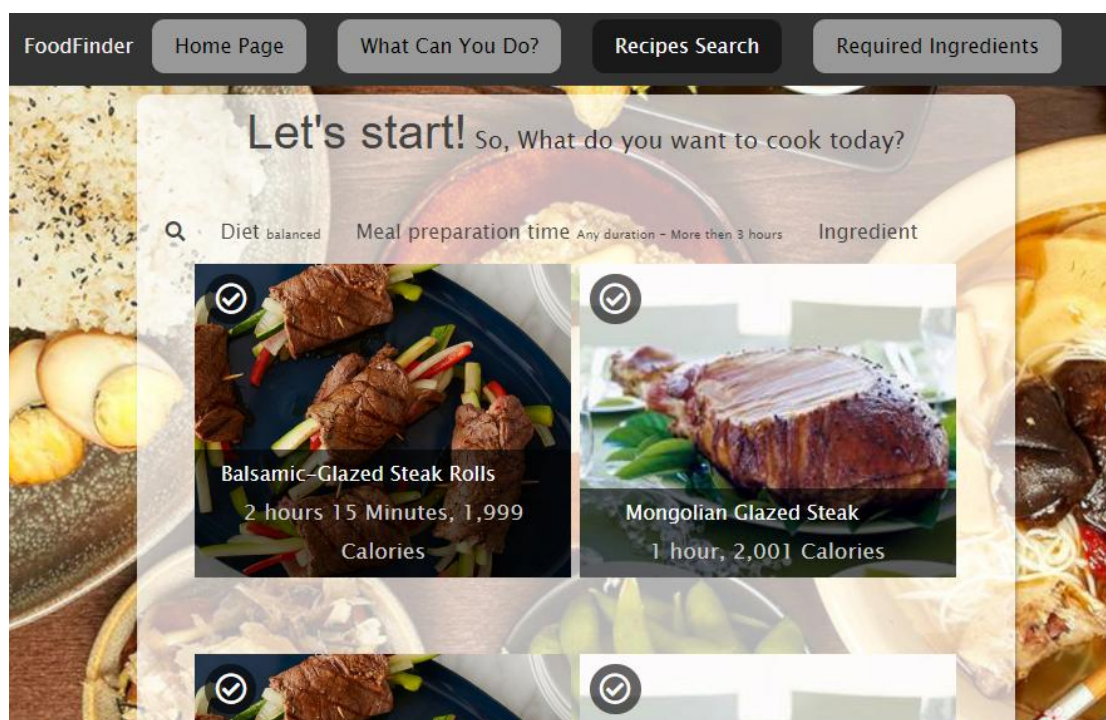 FoodFinder Home Page What Can You Do? Recipes Search Required Ingredients
Let's start! So, What do you want to cook today?
Diet balanced Meal preparation time Any duration - More then 3 hours Ingredient
Balsamic-Glazed Steak Rolls
2 hours 15 Minutes, 1,999
Calories
Mongolian Glazed Steak
1 hour, 2,001 Calories